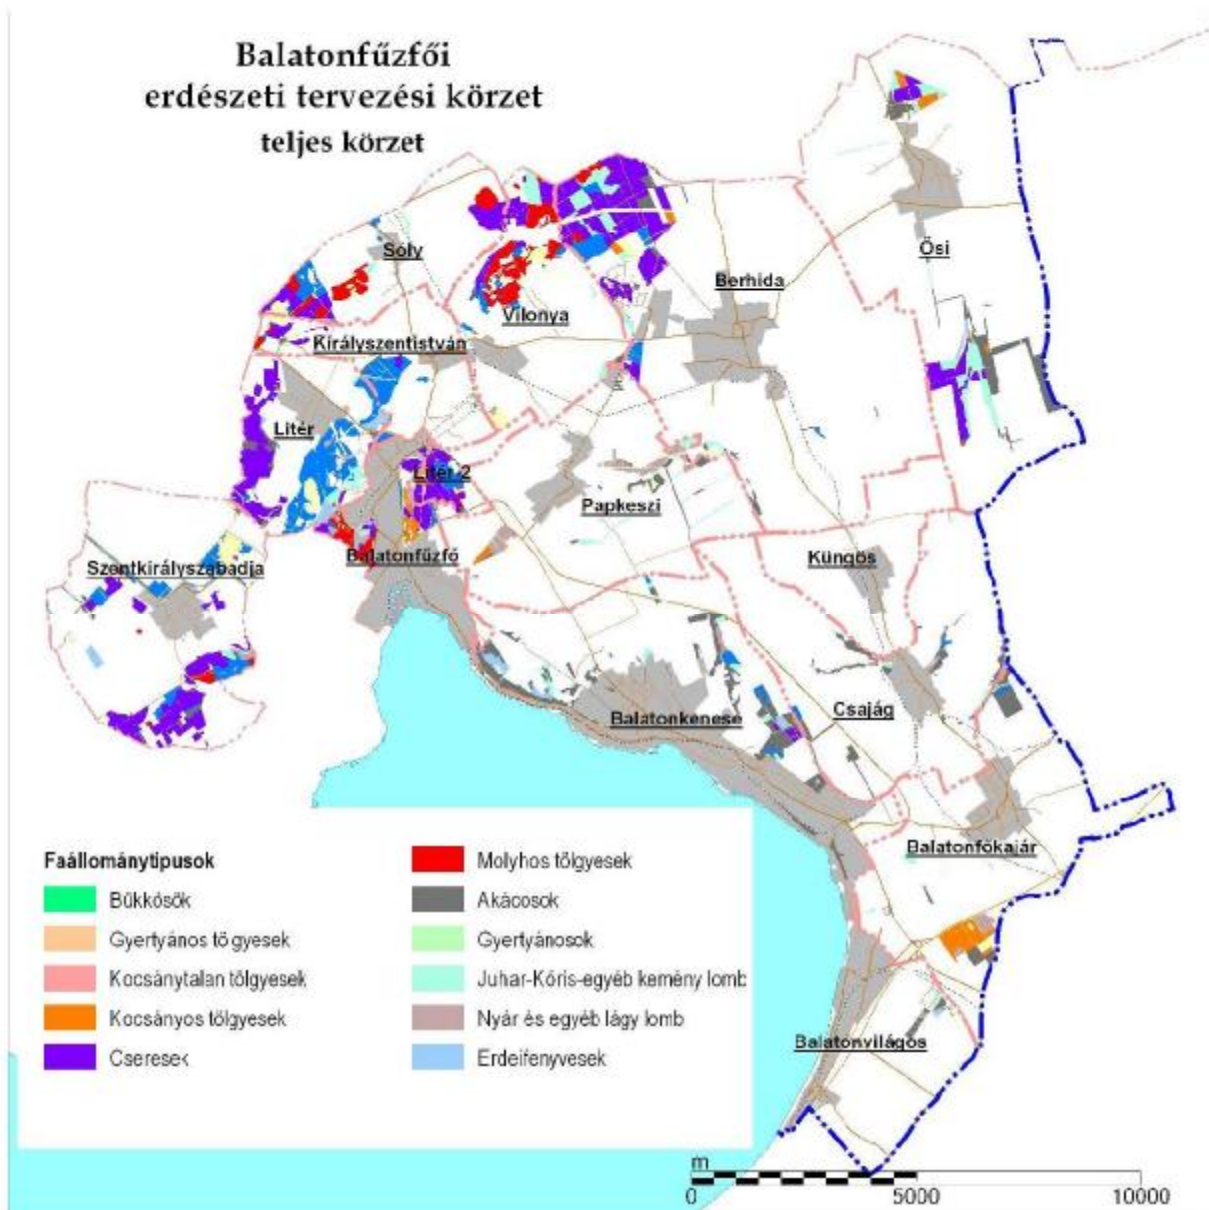 Balatonfűzfői
erdészeti tervezési körzet
teljes körzet
Ösi
Sóly
Berhida
Vilonya
Királyszentistván
Litér
Litér 2
Papkeszi
Balatonfűzfő
Küngös
Szentkirályszabadja
Csajág
Balatonkenese
Balatonfőkajár
Balatonvilágos
Faállománytipusok
Bükkösök
Gyertyános tölgyesek
Kocsánytalan tölgyesek
Kocsányos tölgyesek
Cseresek
Molyhos tölgyesek
Akácosok
Gyertyánosok
Juhar-Kőris-egyéb kemény lomb
Nyár és egyéb lágy lomb
Erdeifenyvesek
m
0 5000 10000